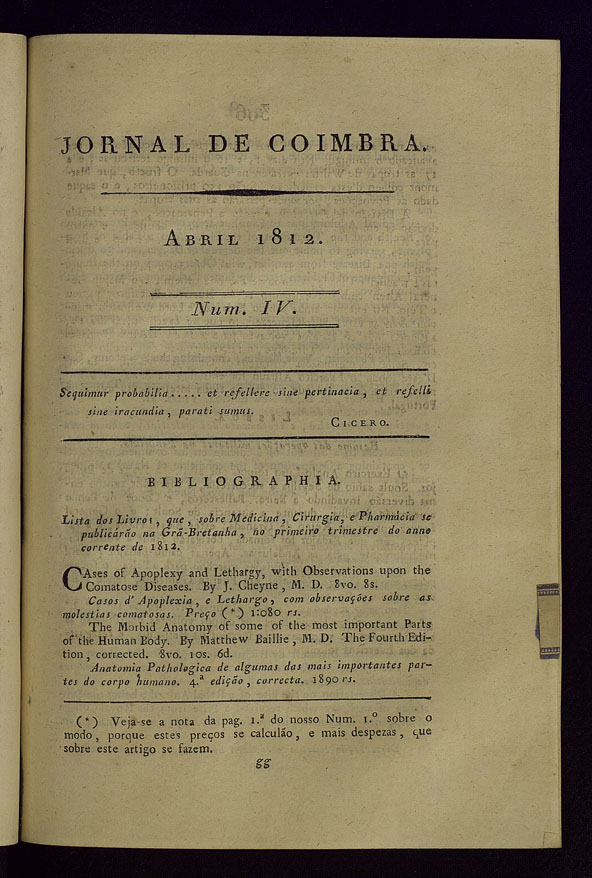 JORNAL DE COIMBRA.
ABRIL 1812.
Num. IV.
Sequimur probabilia..... et refellere sine pertinacia, et refelli
sine iracundia, parati sumus.
CICERO.
BIBLIOGRAPHIA.
Lista dos Livros, que, sobre Medicina, Cirurgia, e Pharmácia se
publicárão na Grã-Bretanha, no primeiro trimestre do anno
corrente de 1812.
CAses of Apoplexy and Lethargy, with Observations upon the
Comatose Diseases. By J. Cheyne, M. D. 8vo. 8s.
Casos d'Apoplexia, e Lethargo, com observações sobre as
molestias comatosas. Preço (*) 1:080 rs.
The Morbid Anatomy of some of the most important Parts
of the Human Body. By Matthew Baillie, M. D. The Fourth Edi-
tion, corrected. 8vo. 10s. 6d.
Anatomia Pathologica de algumas das mais importantes par-
tes do corpo humano. 4.ª edição, correcta. 1890 rs.
(*) Veja-se a nota da pag. 1.ª do nosso Num. 1.º sobre o
modo, porque estes preços se calculão, e mais despezas, que
sobre este artigo se fazem.
gg